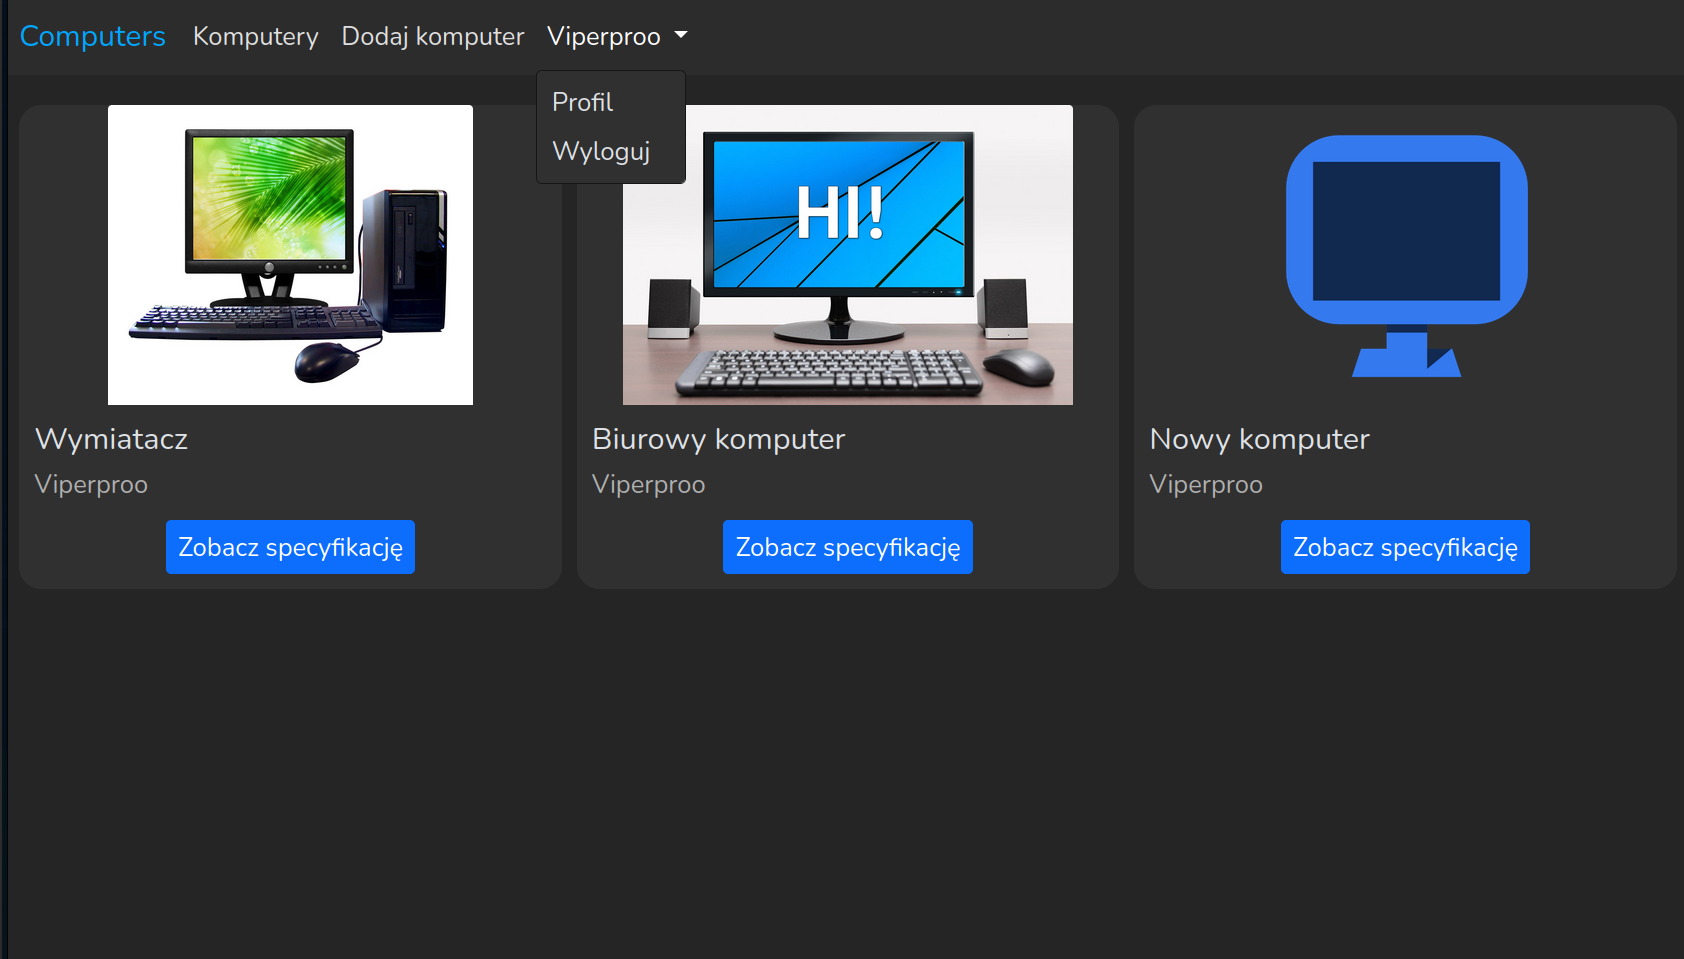 Computers Komputery Dodaj komputer Viperproo
Profil
Wyloguj
HI!
Wymiatacz
Viperproo
Zobacz specyfikację
Biurowy komputer
Viperproo
Zobacz specyfikację
Nowy komputer
Viperproo
Zobacz specyfikację